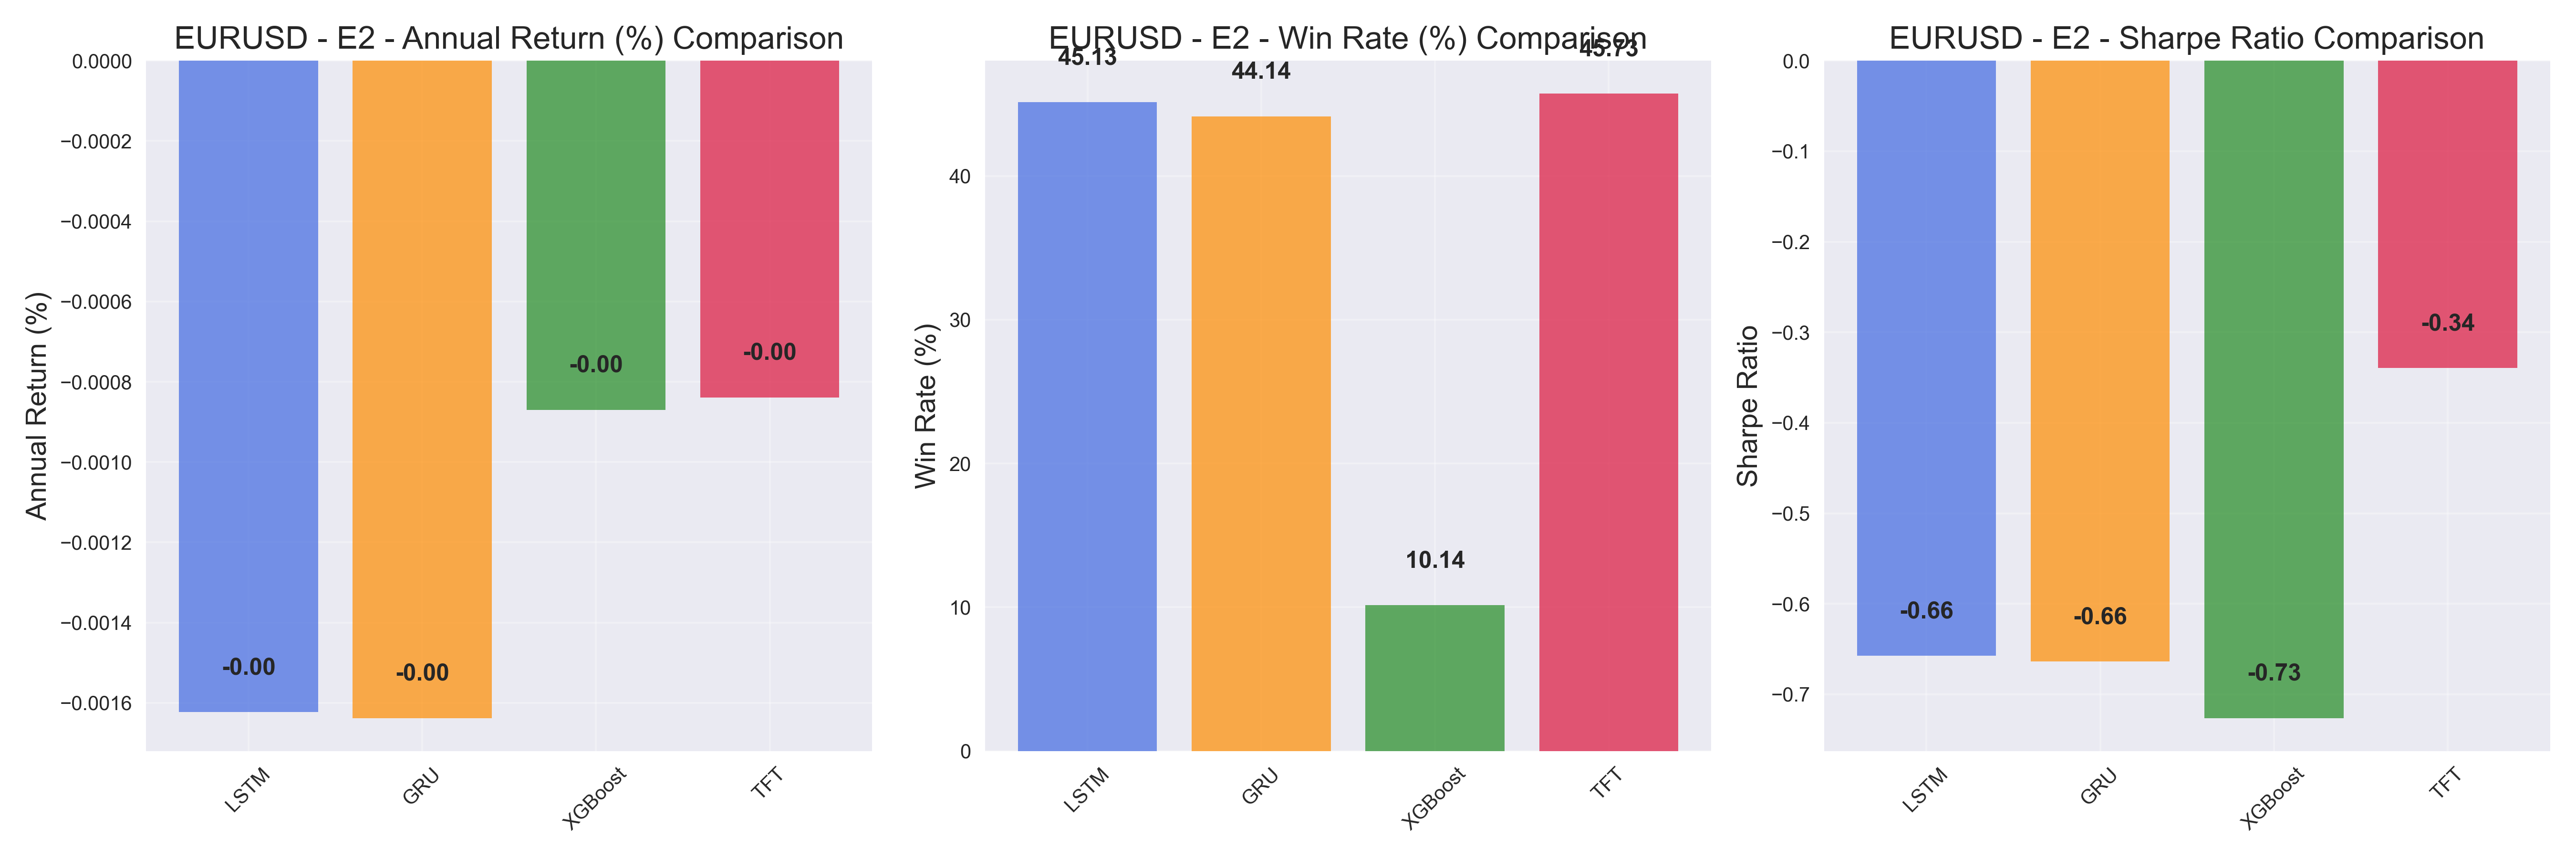 EURUSD - E2 - Annual Return (%) Comparison
Annual Return (%)
0.0000
−0.0002
−0.0004
−0.0006
−0.0008
−0.0010
−0.0012
−0.0014
−0.0016
-0.00
-0.00
-0.00
-0.00
LSTM
GRU
XGBoost
TFT
EURUSD - E2 - Win Rate (%) Comparison
Win Rate (%)
40
30
20
10
0
45.13
44.14
10.14
45.73
LSTM
GRU
XGBoost
TFT
EURUSD - E2 - Sharpe Ratio Comparison
Sharpe Ratio
0.0
−0.1
−0.2
−0.3
−0.4
−0.5
−0.6
−0.7
-0.66
-0.66
-0.73
-0.34
LSTM
GRU
XGBoost
TFT